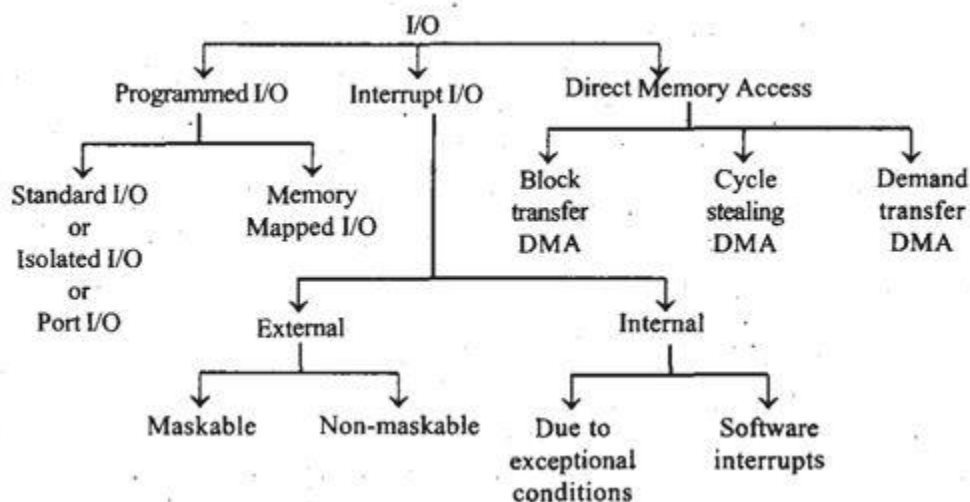 I/O
Programmed I/O
Interrupt I/O
Direct Memory Access
Standard I/O
or
Isolated I/O
or
Port I/O
Memory
Mapped I/O
Block
transfer
DMA
Cycle
stealing
DMA
Demand
transfer
DMA
External
Internal
Maskable
Non-maskable
Due to
exceptional
conditions
Software
interrupts